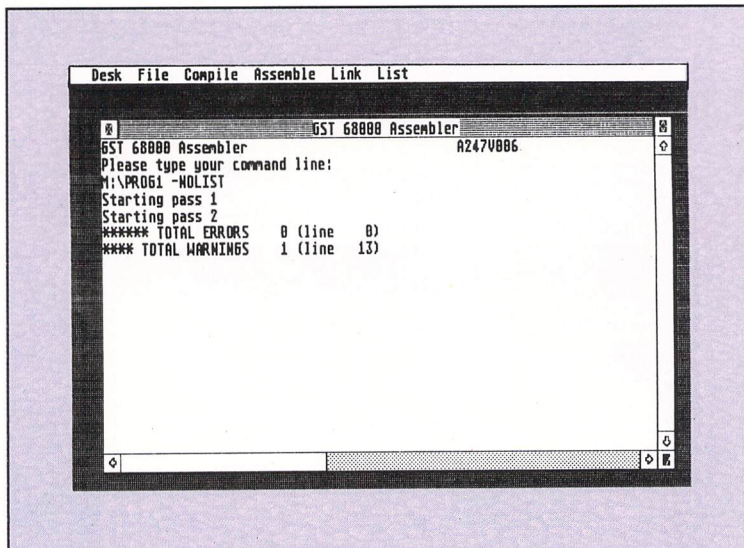 Desk File Compile Assemble Link List
GST 68000 Assembler
GST 68000 Assembler A247V006
Please type your command line:
M:\PROG1 -NOLIST
Starting pass 1
Starting pass 2
****** TOTAL ERRORS 0 (line 0)
**** TOTAL WARNINGS 1 (line 13)